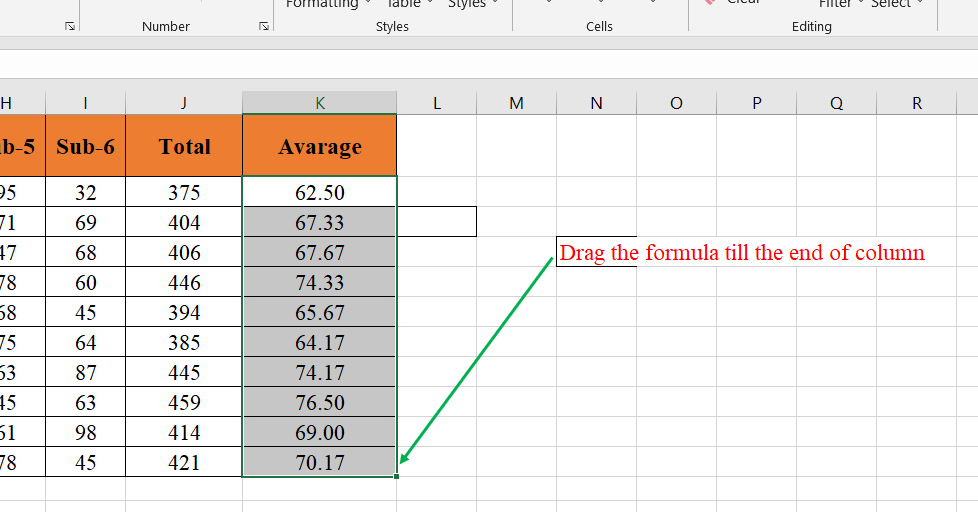 Formatting Table Styles Clear Filter Select
Number Styles Cells Editing
H I J K L M N O P Q R
b-5 Sub-6 Total Avarage
95 32 375 62.50
71 69 404 67.33
47 68 406 67.67
Drag the formula till the end of column
78 60 446 74.33
68 45 394 65.67
75 64 385 64.17
63 87 445 74.17
45 63 459 76.50
61 98 414 69.00
78 45 421 70.17